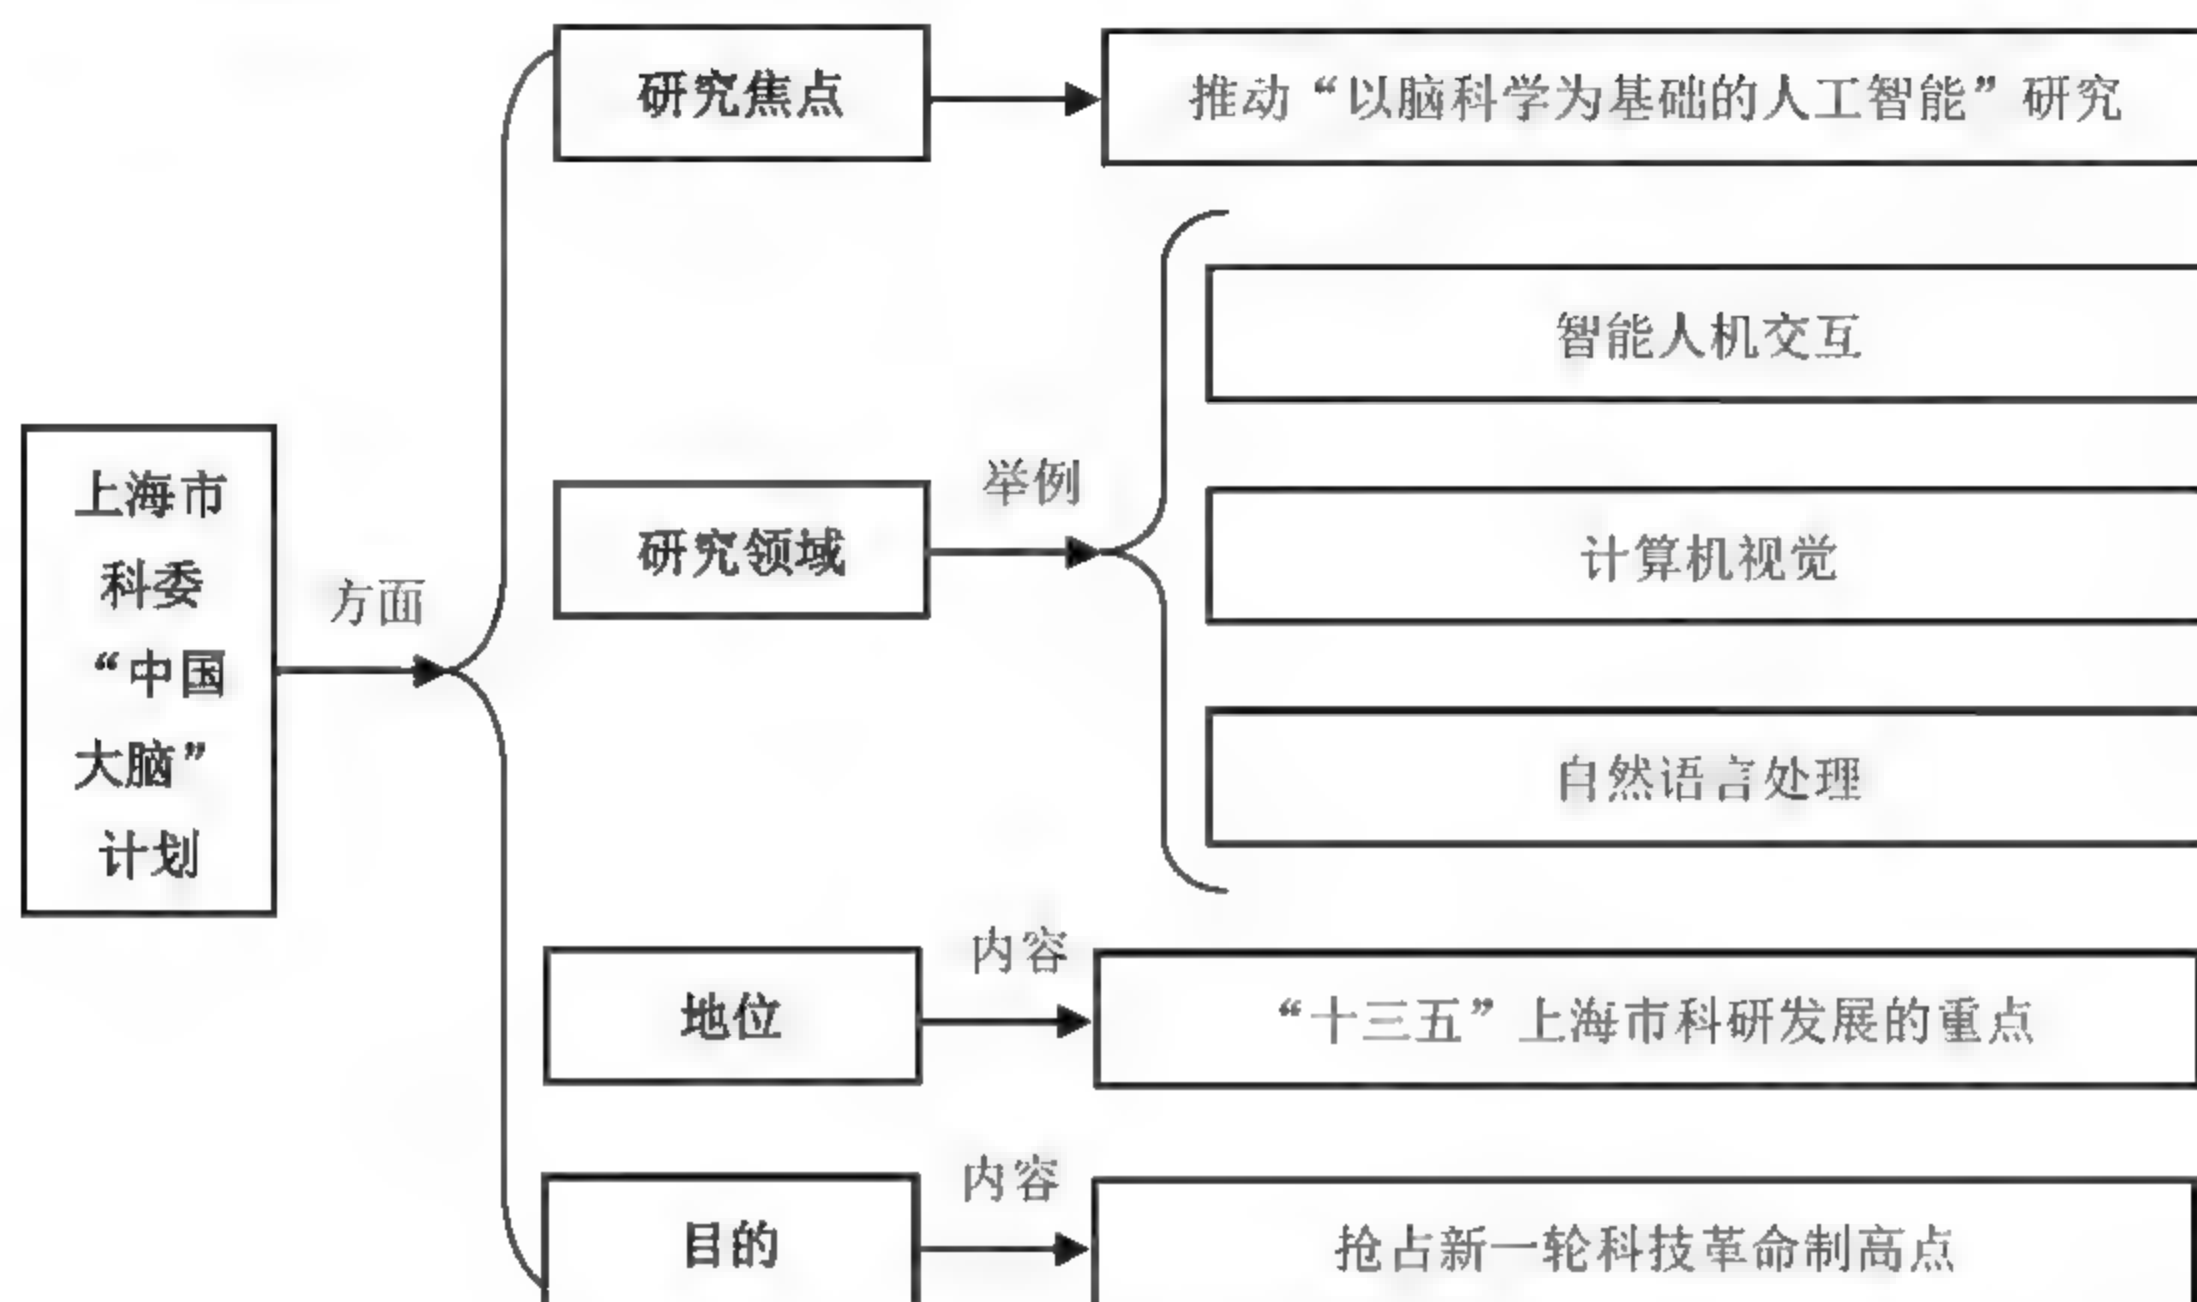 研究焦点
推动“以脑科学为基础的人工智能”研究
智能人机交互
上海市
科委
“中国
大脑”
计划
方面
研究领域
举例
计算机视觉
自然语言处理
地位
内容
“十三五”上海市科研发展的重点
目的
内容
抢占新一轮科技革命制高点